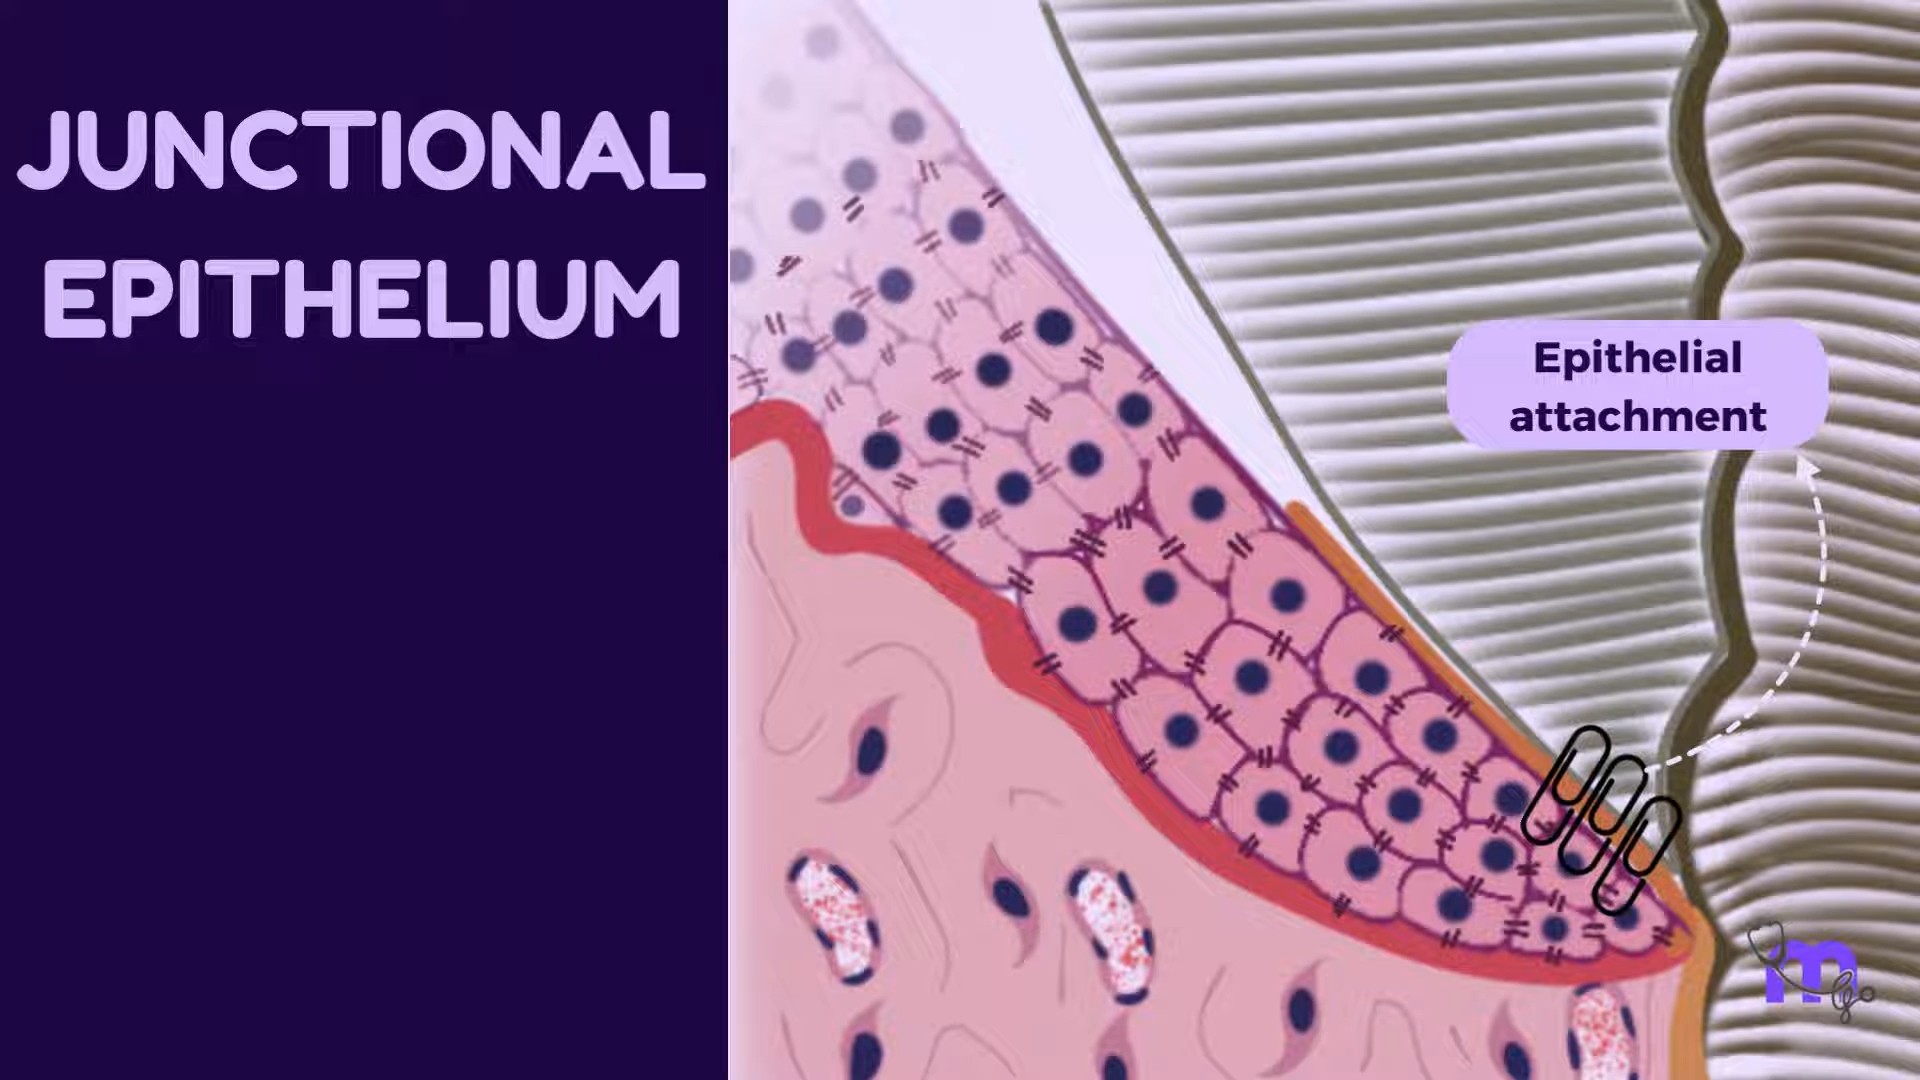 JUNCTIONAL
EPITHELIUM
Epithelial
attachment
m